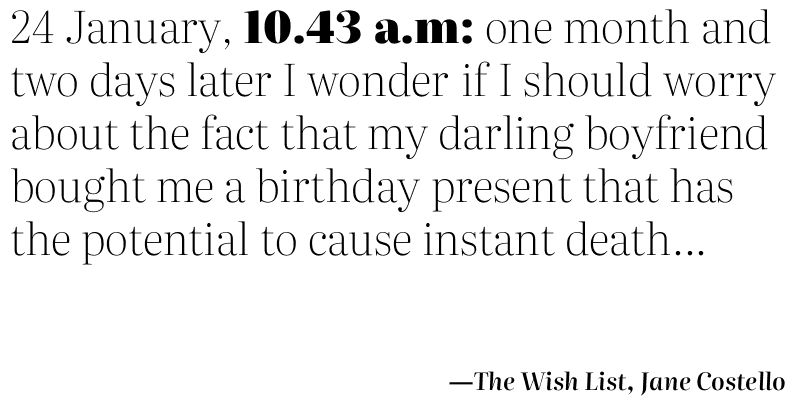 24 January, 10.43 a.m: one month and
two days later I wonder if I should worry
about the fact that my darling boyfriend
bought me a birthday present that has
the potential to cause instant death...
—The Wish List, Jane Costello